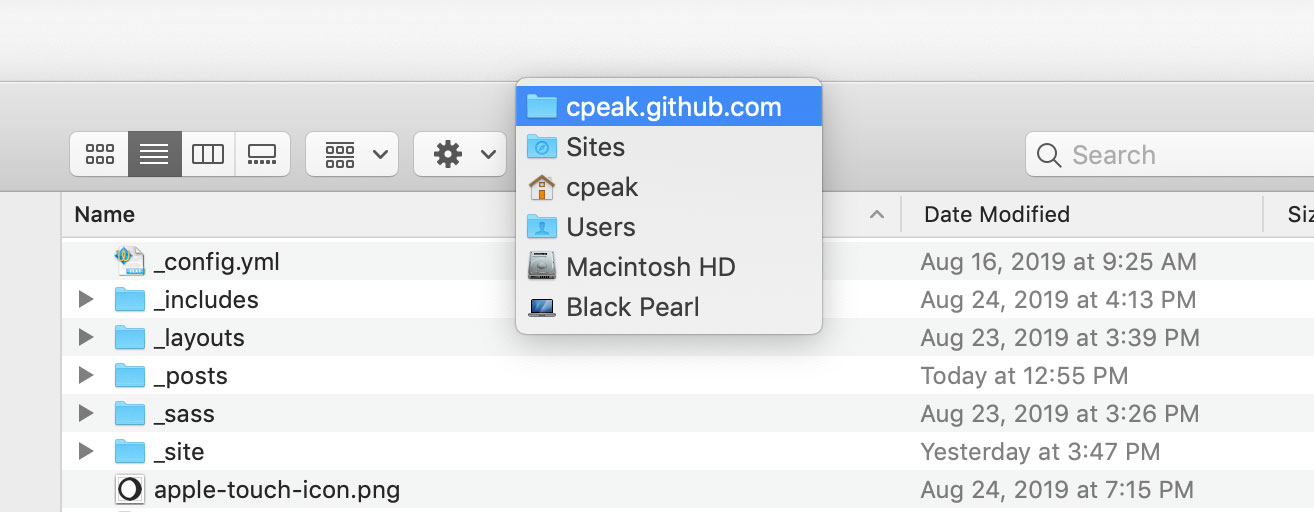 cpeak.github.com
Sites
cpeak
Users
Macintosh HD
Black Pearl
Search
Name Date Modified
_config.yml Aug 16, 2019 at 9:25 AM
_includes Aug 24, 2019 at 4:13 PM
_layouts Aug 23, 2019 at 3:39 PM
_posts Today at 12:55 PM
_sass Aug 23, 2019 at 3:26 PM
_site Yesterday at 3:47 PM
apple-touch-icon.png Aug 24, 2019 at 7:15 PM